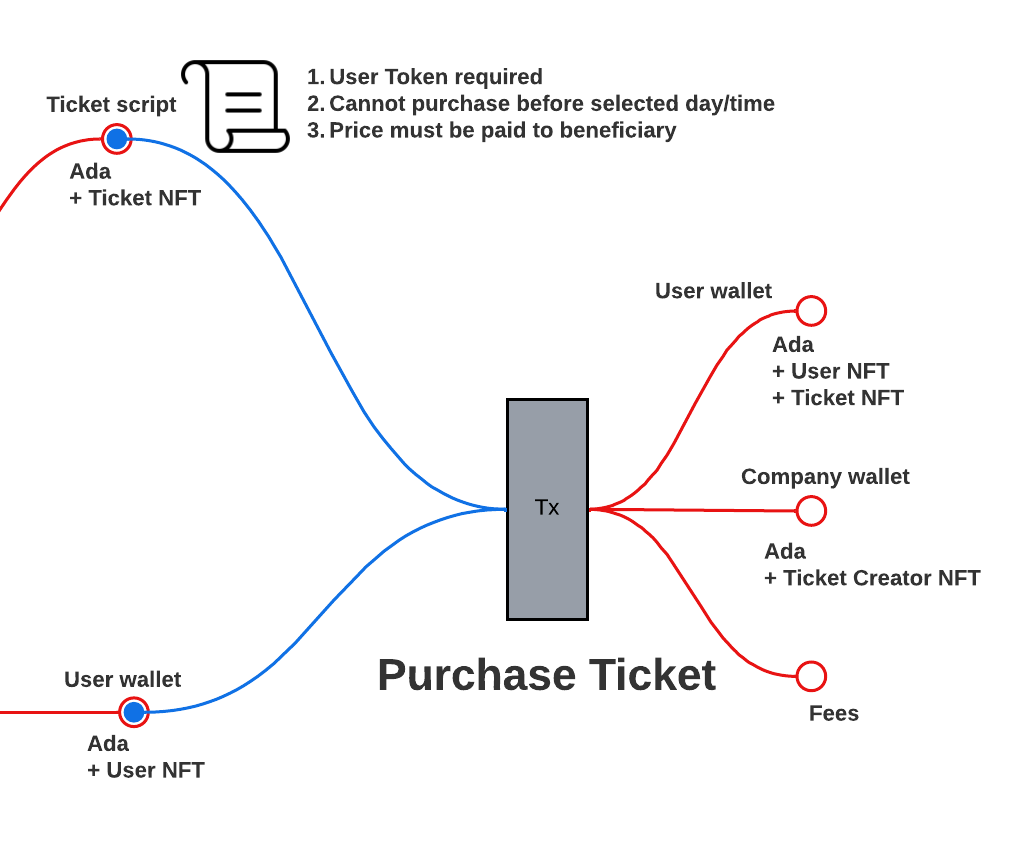 Ticket script
1. User Token required
2. Cannot purchase before selected day/time
3. Price must be paid to beneficiary
Ada
+ Ticket NFT
User wallet
Ada
+ User NFT
+ Ticket NFT
Company wallet
Tx
Ada
+ Ticket Creator NFT
Purchase Ticket
User wallet
Fees
Ada
+ User NFT